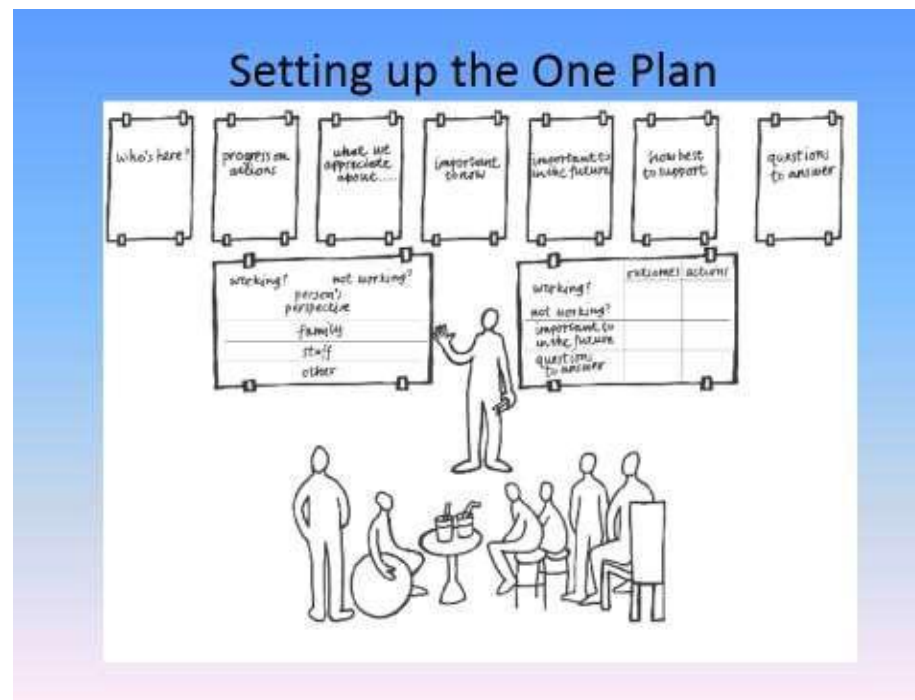 Setting up the One Plan
who's here?
progress on
actions
what we
appreciate
about....
important
to now
important to
in the future
how best
to support
questions
to answer
working? not working?
person's
perspective
family
staff
other
outcomes actions
working?
not working?
important to
in the future
questions
to answer